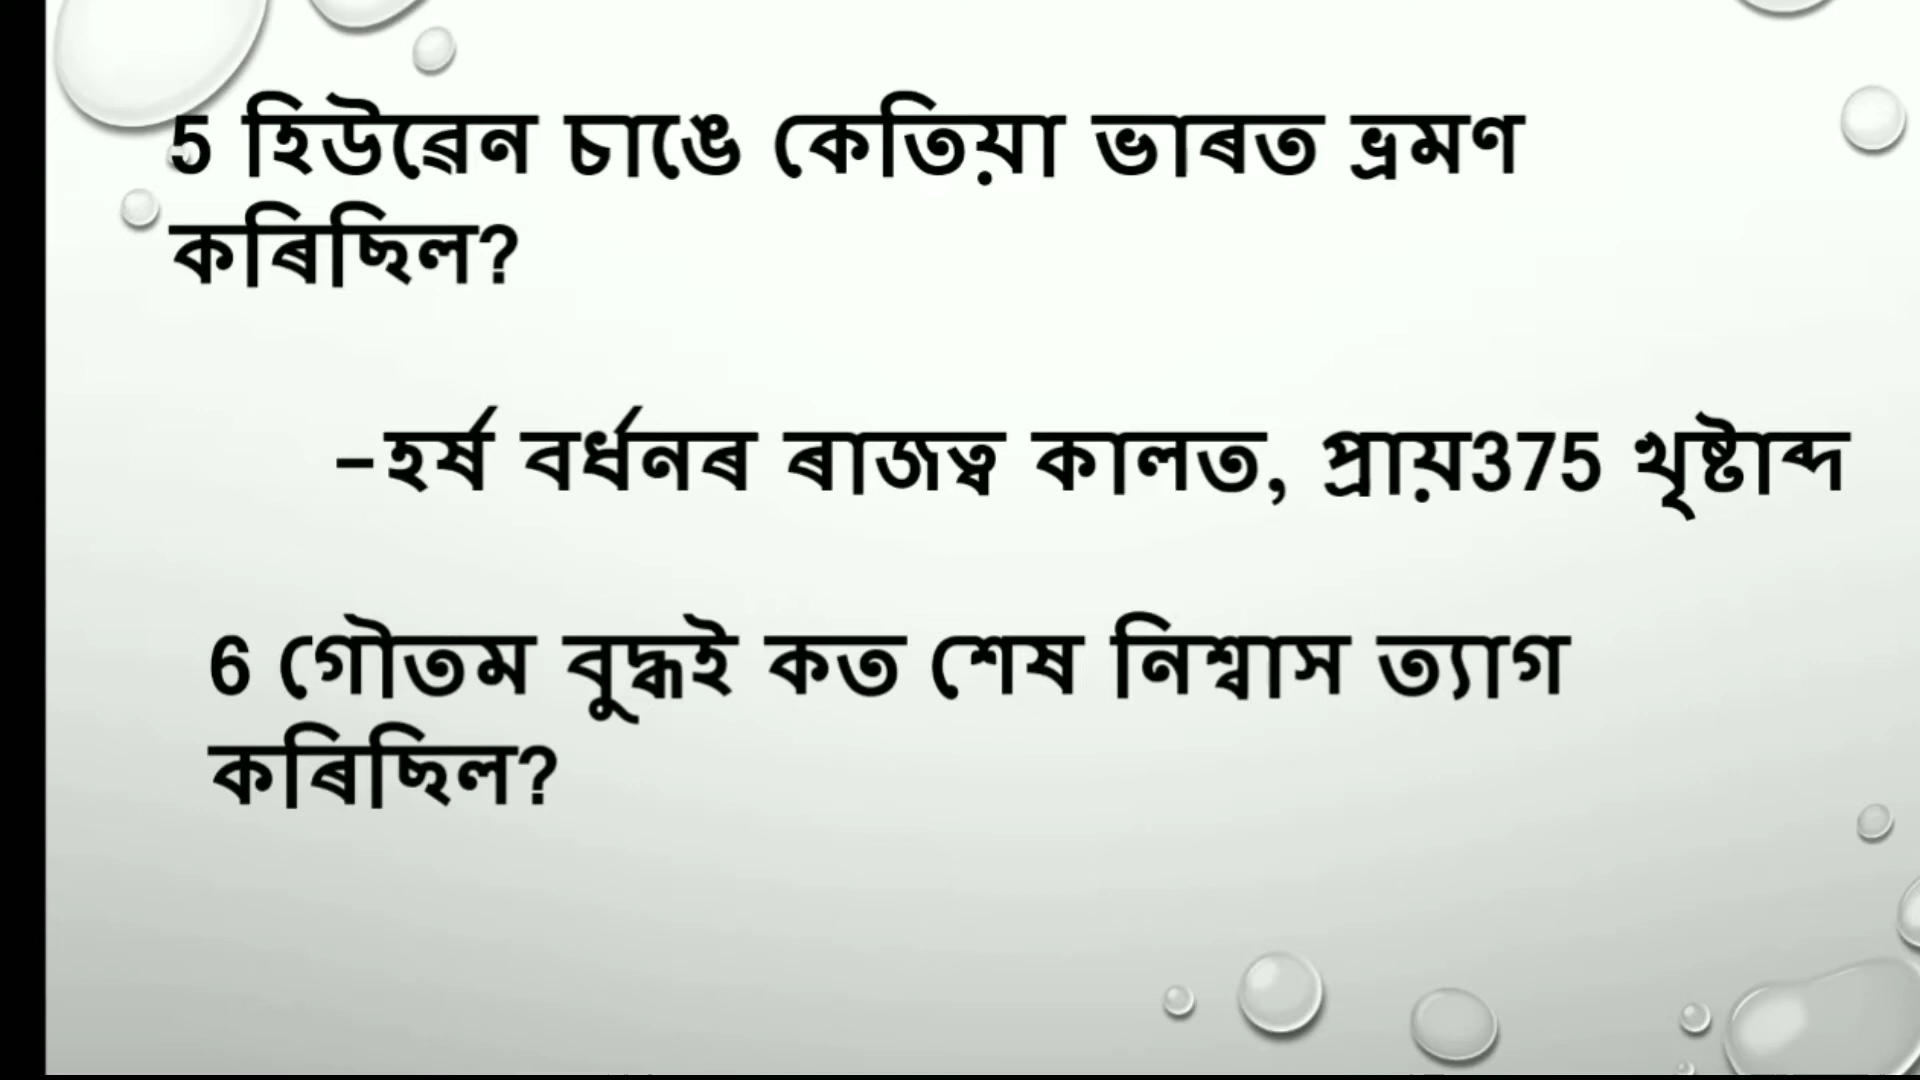 5 হিউৱেন চাঙে কেতিয়া ভাৰত ভ্ৰমণ
কৰিছিল?
–হৰ্ষ বৰ্ধনৰ ৰাজত্ব কালত, প্ৰায়375 খৃষ্টাব্দ
6 গৌতম বুদ্ধই কত শেষ নিশ্বাস ত্যাগ
কৰিছিল?